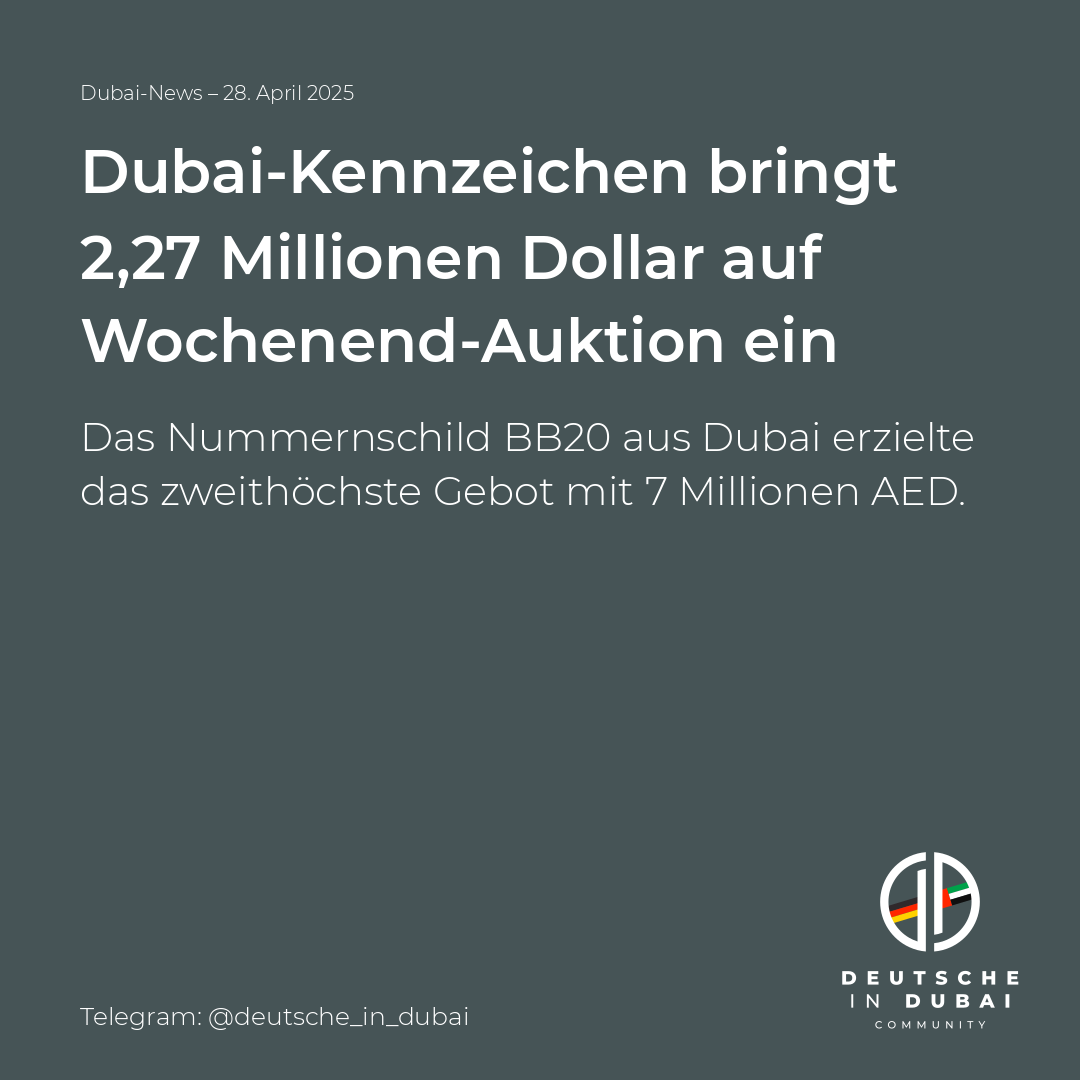 Dubai-News – 28. April 2025
Dubai-Kennzeichen bringt
2,27 Millionen Dollar auf
Wochenend-Auktion ein
Das Nummernschild BB20 aus Dubai erzielte
das zweithöchste Gebot mit 7 Millionen AED.
DEUTSCHE
IN DUBAI
COMMUNITY
Telegram: @deutsche_in_dubai